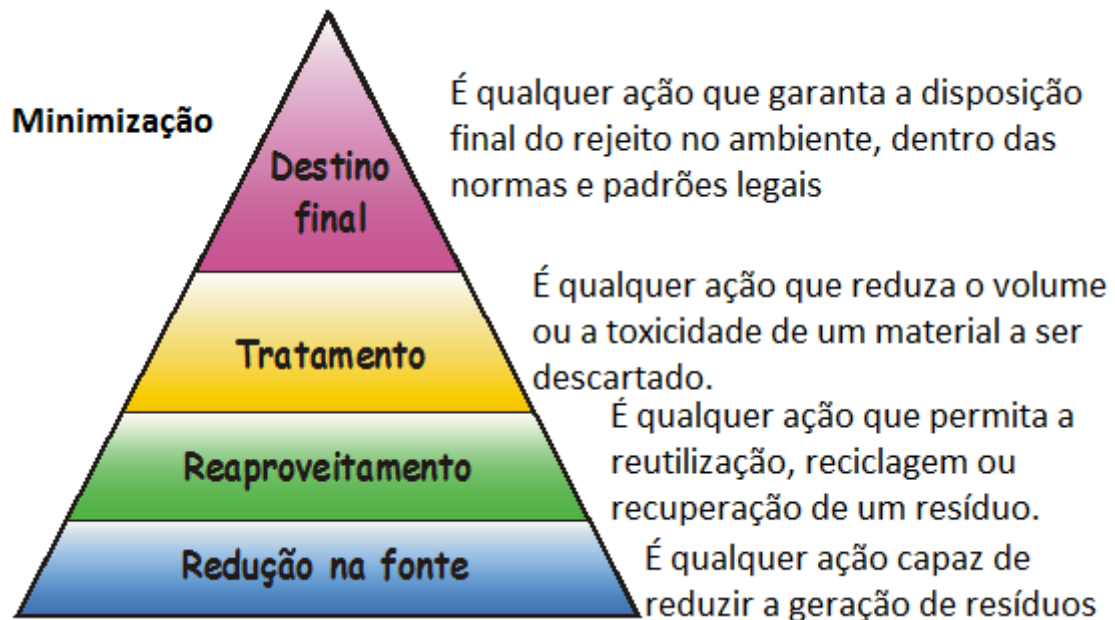 Minimização
Destino
final
É qualquer ação que garanta a disposição
final do rejeito no ambiente, dentro das
normas e padrões legais
Tratamento
É qualquer ação que reduza o volume
ou a toxicidade de um material a ser
descartado.
Reaproveitamento
É qualquer ação que permita a
reutilização, reciclagem ou
recuperação de um resíduo.
Redução na fonte
É qualquer ação capaz de
reduzir a geração de resíduos